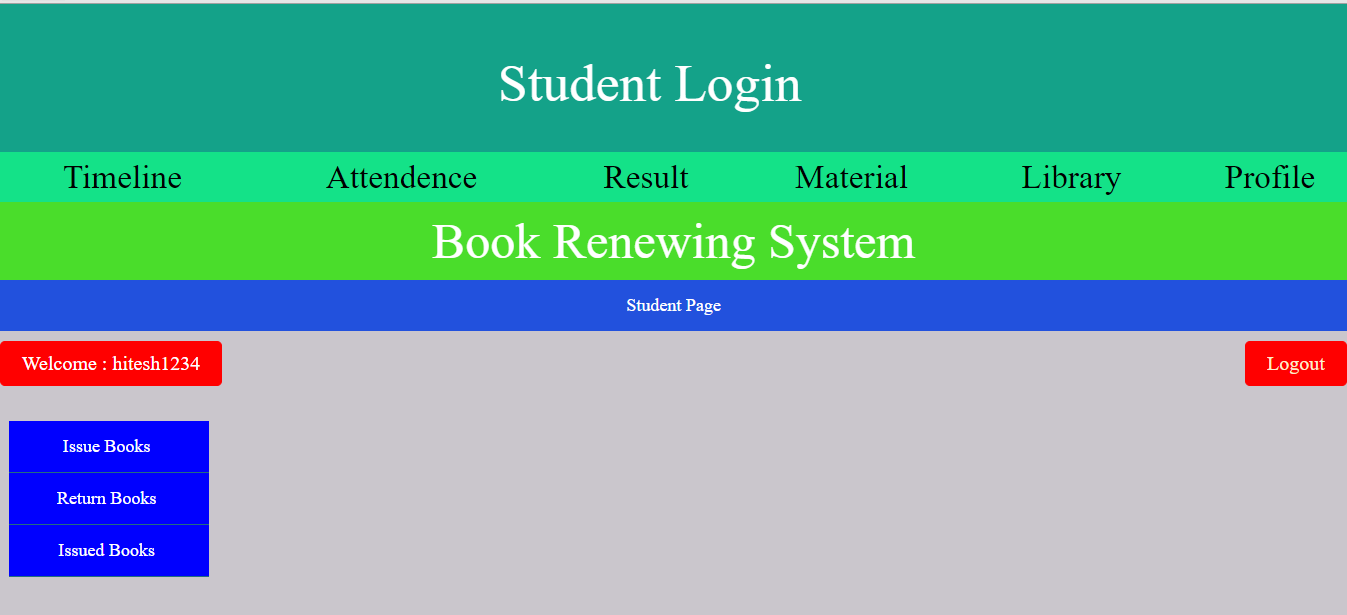 Student Login
Timeline Attendence Result Material Library Profile
Book Renewing System
Student Page
Welcome : hitesh1234 Logout
Issue Books
Return Books
Issued Books